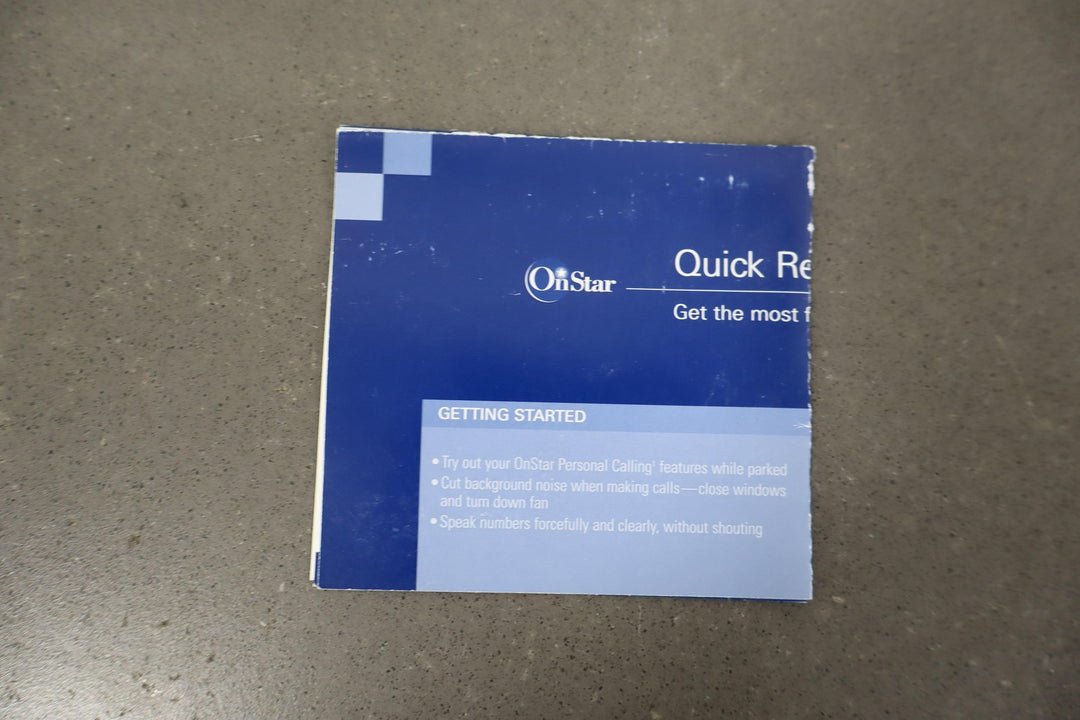 Quick Re
OnStar
Get the most f
GETTING STARTED
• Try out your OnStar Personal Calling¹ features while parked
• Cut background noise when making calls—close windows
and turn down fan
• Speak numbers forcefully and clearly, without shouting